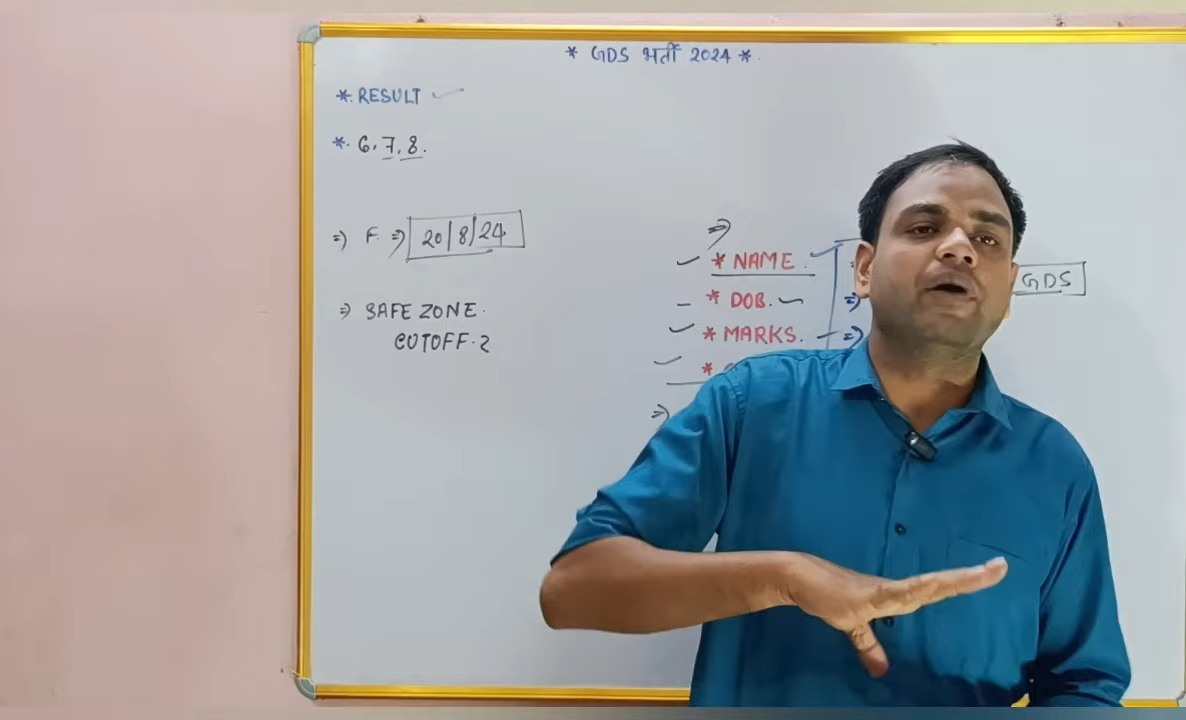 * GDS भर्ती 2024 *.
*. RESULT ✓
*. 6.7.8.
⇒) F. ⇒) 20/8/24
⇒) SAFE ZONE.
CUTOFF. 2
⇒)
✓ * NAME. ✓
GDS
– * DOB. ⇒)
✓ * MARKS. – ⇒)
✓ *
⇒)